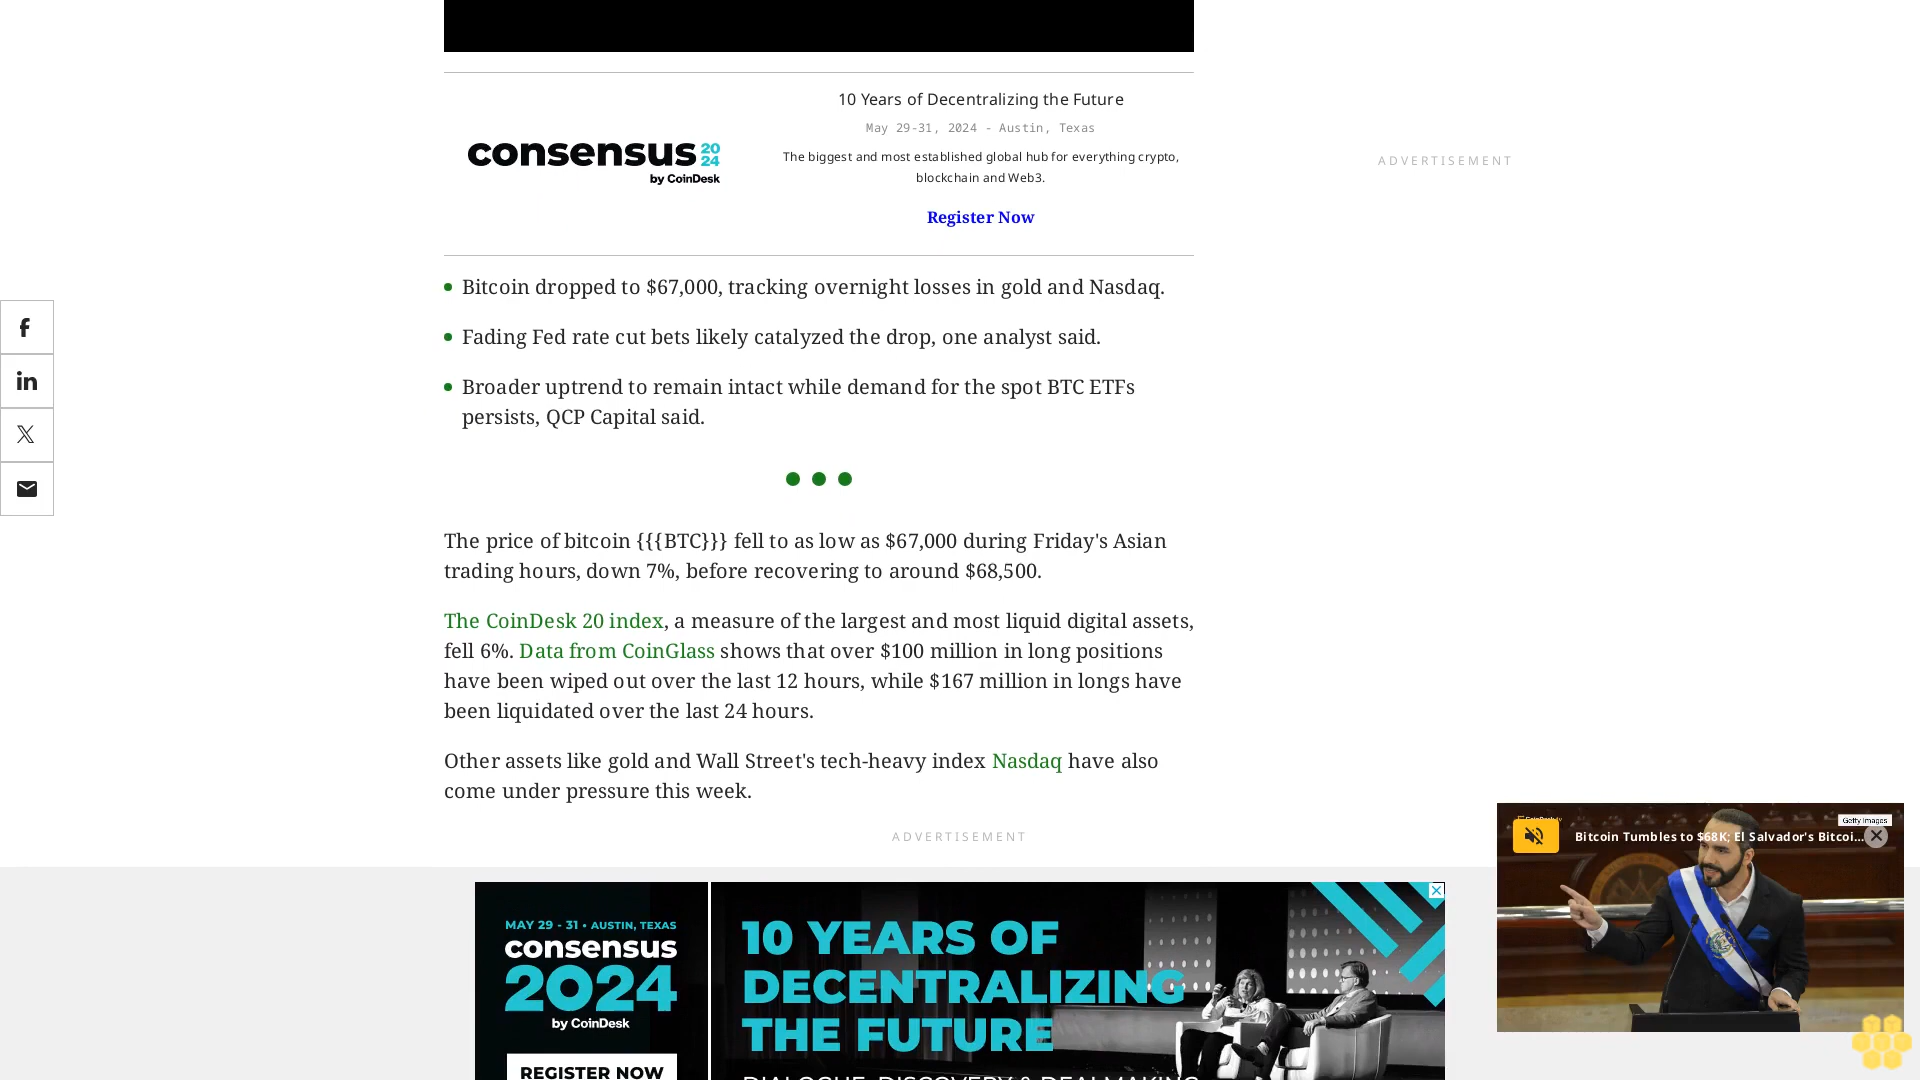 10 Years of Decentralizing the Future
May 29-31, 2024 - Austin, Texas
consensus 2024
by CoinDesk
The biggest and most established global hub for everything crypto,
blockchain and Web3.
Register Now
ADVERTISEMENT
Bitcoin dropped to $67,000, tracking overnight losses in gold and Nasdaq.
Fading Fed rate cut bets likely catalyzed the drop, one analyst said.
Broader uptrend to remain intact while demand for the spot BTC ETFs
persists, QCP Capital said.
The price of bitcoin {{{BTC}}} fell to as low as $67,000 during Friday's Asian
trading hours, down 7%, before recovering to around $68,500.
The CoinDesk 20 index, a measure of the largest and most liquid digital assets,
fell 6%. Data from CoinGlass shows that over $100 million in long positions
have been wiped out over the last 12 hours, while $167 million in longs have
been liquidated over the last 24 hours.
Other assets like gold and Wall Street's tech-heavy index Nasdaq have also
come under pressure this week.
ADVERTISEMENT
MAY 29 - 31 • AUSTIN, TEXAS
consensus
2024
by CoinDesk
REGISTER NOW
10 YEARS OF
DECENTRALIZING
THE FUTURE
DIALOGUE, DISCOVERY & DEALMAKING
Getty Images
Bitcoin Tumbles to $68K; El Salvador's Bitcoi...